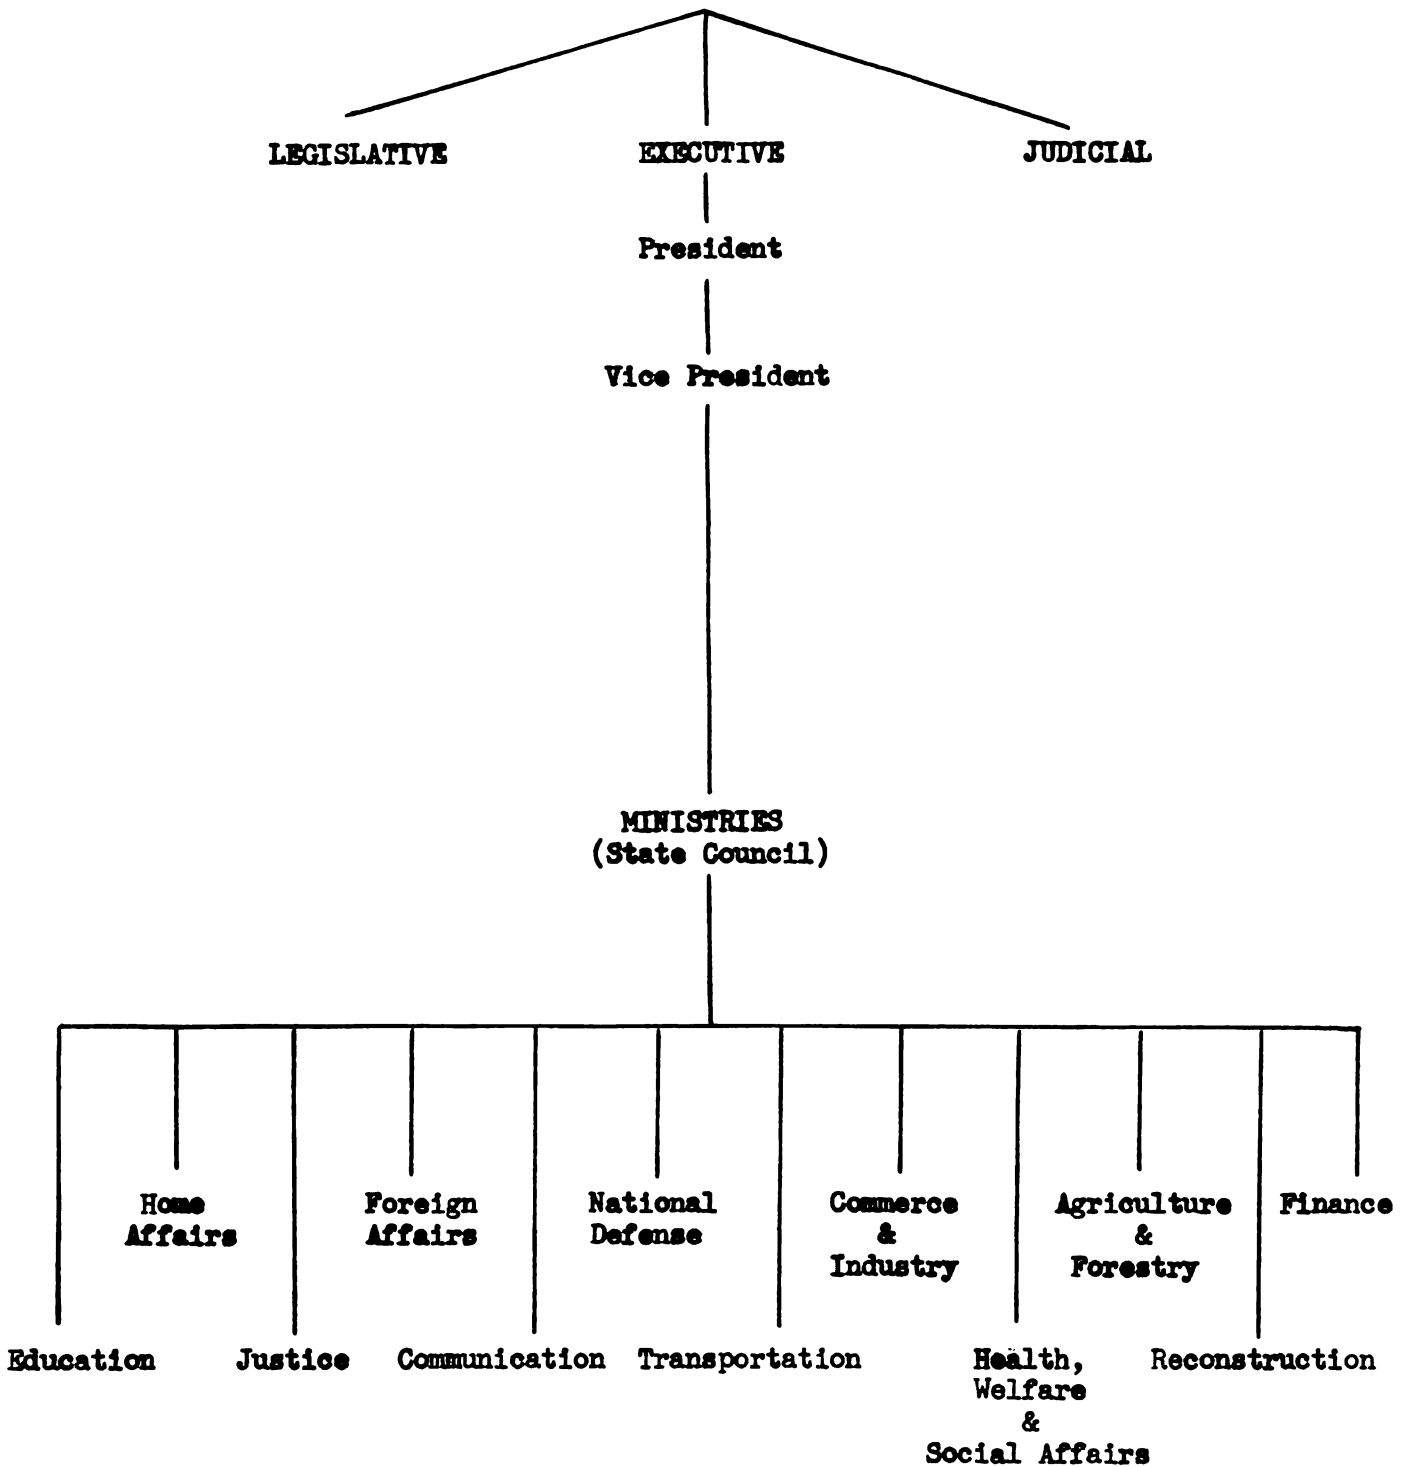 LEGISLATIVE EXECUTIVE JUDICIAL
President
Vice President
MINISTRIES
(State Council)
Home Foreign National Commerce Agriculture Finance
Affairs Affairs Defense & &
Industry Forestry
Education Justice Communication Transportation Health, Reconstruction
Welfare
&
Social Affairs